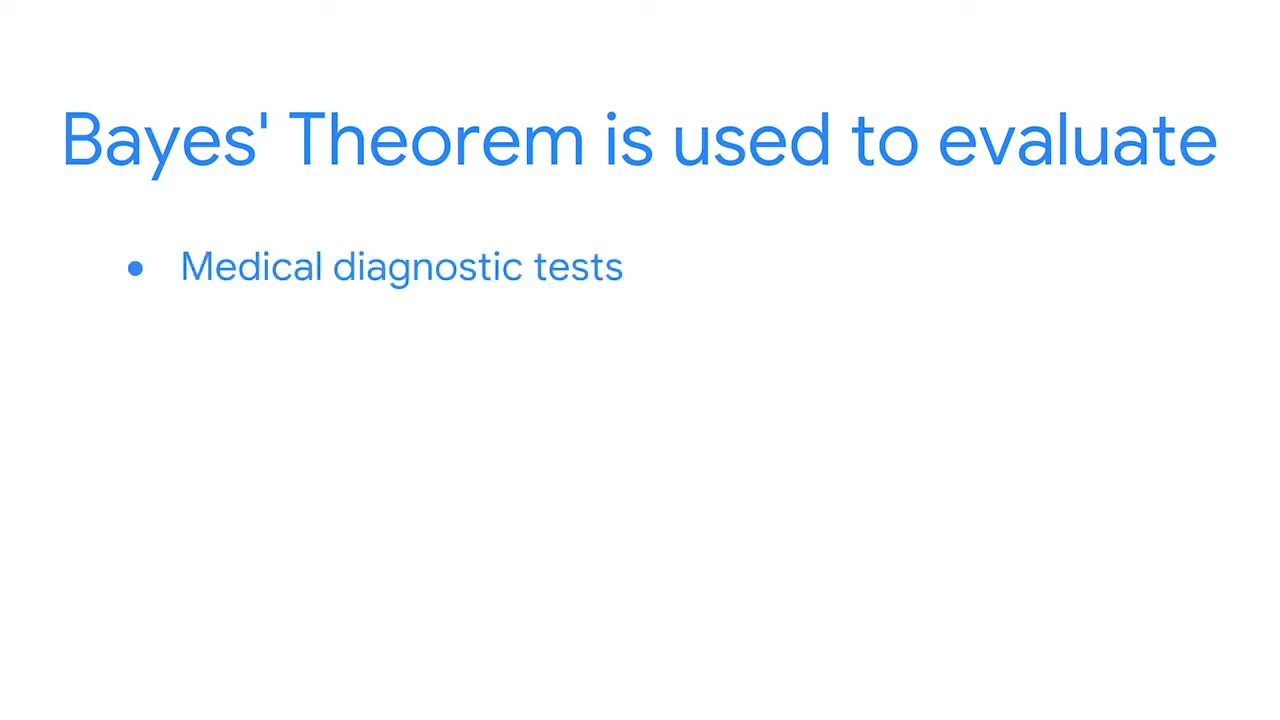 Bayes' Theorem is used to evaluate
● Medical diagnostic tests